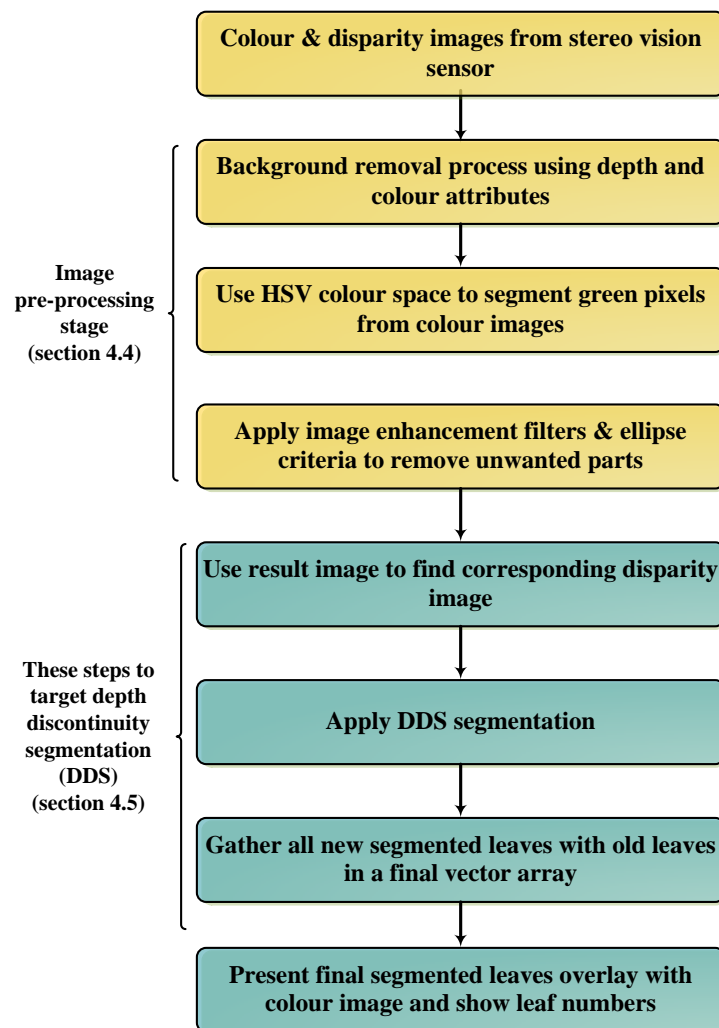 Colour & disparity images from stereo vision
sensor
Background removal process using depth and
colour attributes
Image
pre-processing
stage
(section 4.4)
Use HSV colour space to segment green pixels
from colour images
Apply image enhancement filters & ellipse
criteria to remove unwanted parts
Use result image to find corresponding disparity
image
These steps to
target depth
discontinuity
segmentation
(DDS)
(section 4.5)
Apply DDS segmentation
Gather all new segmented leaves with old leaves
in a final vector array
Present final segmented leaves overlay with
colour image and show leaf numbers